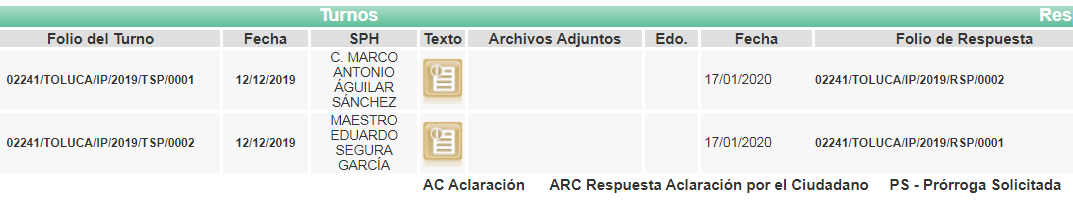 Turnos Res
Folio del Turno Fecha SPH Texto Archivos Adjuntos Edo. Fecha Folio de Respuesta
02241/TOLUCA/IP/2019/TSP/0001 12/12/2019 C. MARCO
ANTONIO
ÁGUILAR
SÁNCHEZ 17/01/2020 02241/TOLUCA/IP/2019/RSP/0002
02241/TOLUCA/IP/2019/TSP/0002 12/12/2019 MAESTRO
EDUARDO
SEGURA
GARCÍA 17/01/2020 02241/TOLUCA/IP/2019/RSP/0001
AC Aclaración ARC Respuesta Aclaración por el Ciudadano PS - Prórroga Solicitada